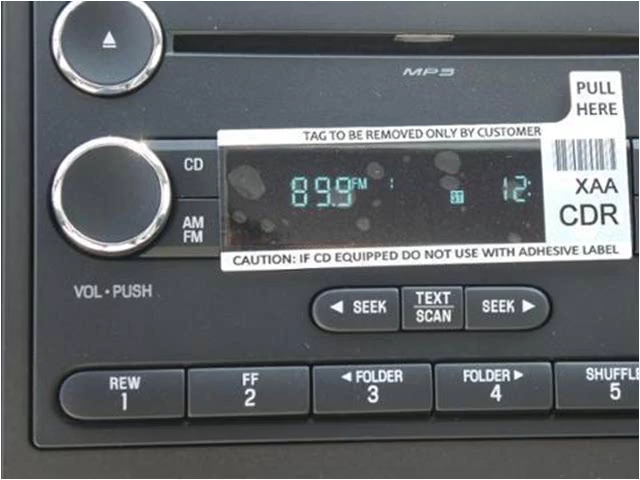 MP3
PULL
HERE
TAG TO BE REMOVED ONLY BY CUSTOMER
CD
89.9 FM 1 ST 12:
XAA
CDR
AM
FM
CAUTION: IF CD EQUIPPED DO NOT USE WITH ADHESIVE LABEL
VOL • PUSH
◄ SEEK
TEXT
SCAN
SEEK ►
REW
1
FF
2
◄ FOLDER
3
FOLDER ►
4
SHUFFLE
5